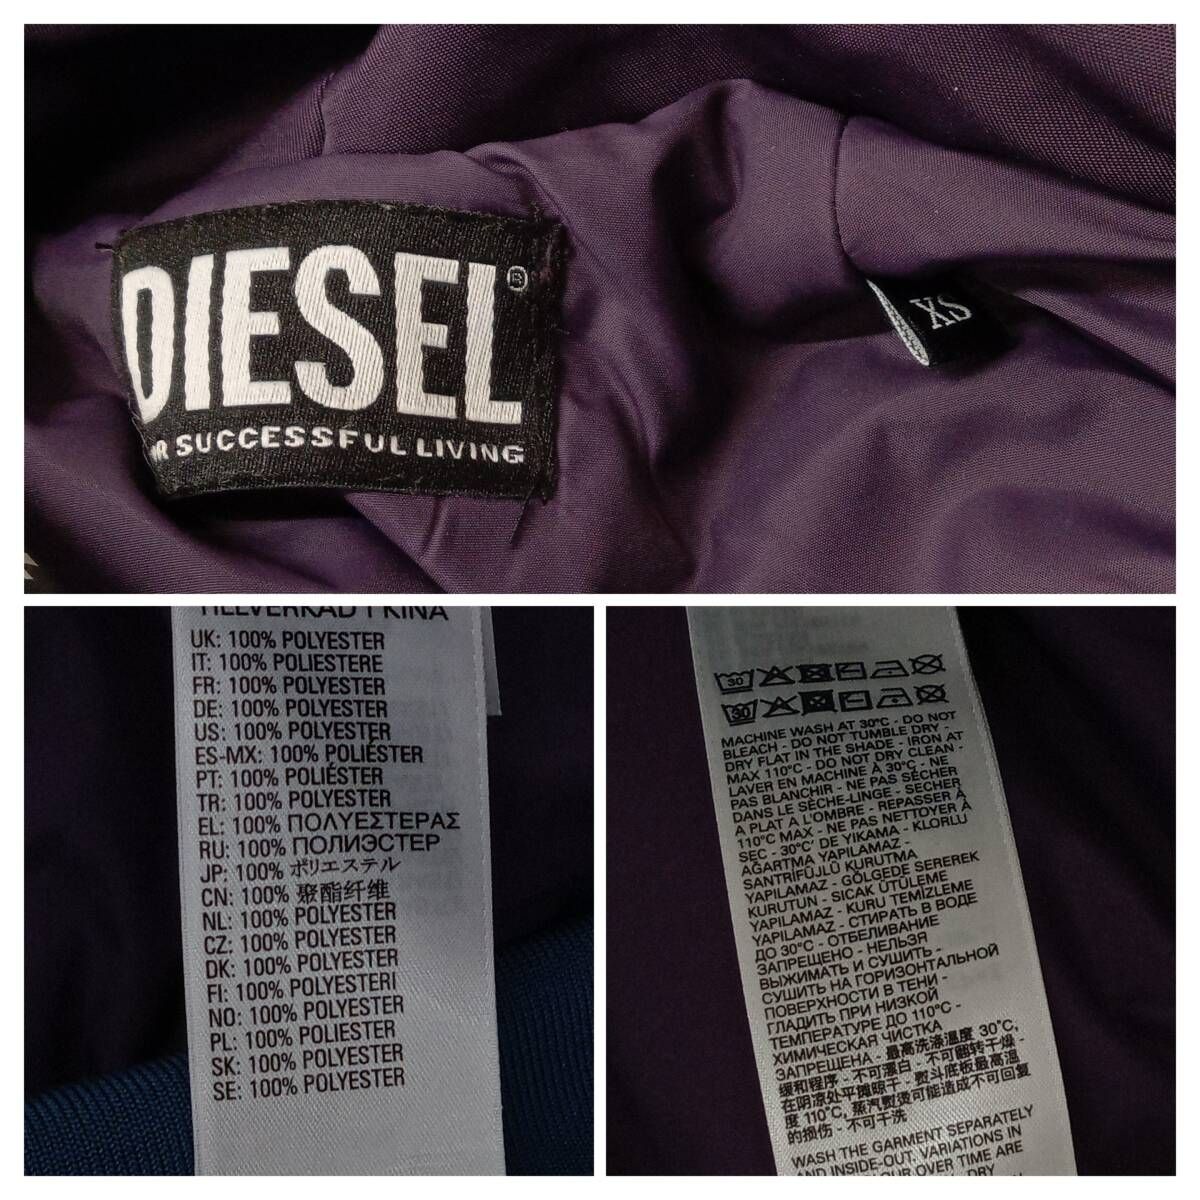 DIESEL®
FOR SUCCESSFUL LIVING
XS
TILLVERKAD I KINA
UK: 100% POLYESTER
IT: 100% POLIESTERE
FR: 100% POLYESTER
DE: 100% POLYESTER
US: 100% POLYESTER
ES-MX: 100% POLIÉSTER
PT: 100% POLIÉSTER
TR: 100% POLYESTER
EL: 100% ΠΟΛΥΕΣΤΕΡΑΣ
RU: 100% ПОЛИЭСТЕР
JP: 100% ポリエステル
CN: 100% 聚酯纤维
NL: 100% POLYESTER
CZ: 100% POLYESTER
DK: 100% POLYESTER
FI: 100% POLYESTERI
NO: 100% POLYESTER
PL: 100% POLIESTER
SK: 100% POLYESTER
SE: 100% POLYESTER
30
30
MACHINE WASH AT 30°C - DO NOT
BLEACH - DO NOT TUMBLE DRY -
DRY FLAT IN THE SHADE - IRON AT
MAX 110°C - DO NOT DRY CLEAN -
LAVER EN MACHINE À 30°C - NE
PAS BLANCHIR - NE PAS SÉCHER
DANS LE SÈCHE-LINGE - SECHER
A PLAT À L'OMBRE - REPASSER À
110°C MAX - NE PAS NETTOYER À
SEC - 30°C' DE YIKAMA - KLORLU
AĞARTMA YAPILAMAZ -
SANTRİFÜJLÜ KURUTMA
YAPILAMAZ - GÖLGEDE SEREREK
KURUTUN - SICAK ÜTÜLEME
YAPILAMAZ - KURU TEMİZLEME
YAPILAMAZ - СТИРАТЬ В ВОДЕ
ДО 30°C - ОТБЕЛИВАНИЕ
ЗАПРЕЩЕНО - НЕЛЬЗЯ
ВЫЖИМАТЬ И СУШИТЬ -
СУШИТЬ НА ГОРИЗОНТАЛЬНОЙ
ПОВЕРХНОСТИ В ТЕНИ -
ГЛАДИТЬ ПРИ НИЗКОЙ
ТЕМПЕРАТУРЕ ДО 110°C -
ХИМИЧЕСКАЯ ЧИСТКА
ЗАПРЕЩЕНА - 最高洗涤温度 30°C,
缓和程序 - 不可漂白 - 不可翻转干燥 -
在阴凉处平摊晾干 - 熨斗底板最高温
度 110°C, 蒸汽熨烫可能造成不可回复
的损伤 - 不可干洗
WASH THE GARMENT SEPARATELY
AND INSIDE-OUT. VARIATIONS IN
COLOUR OVER TIME ARE
DRY